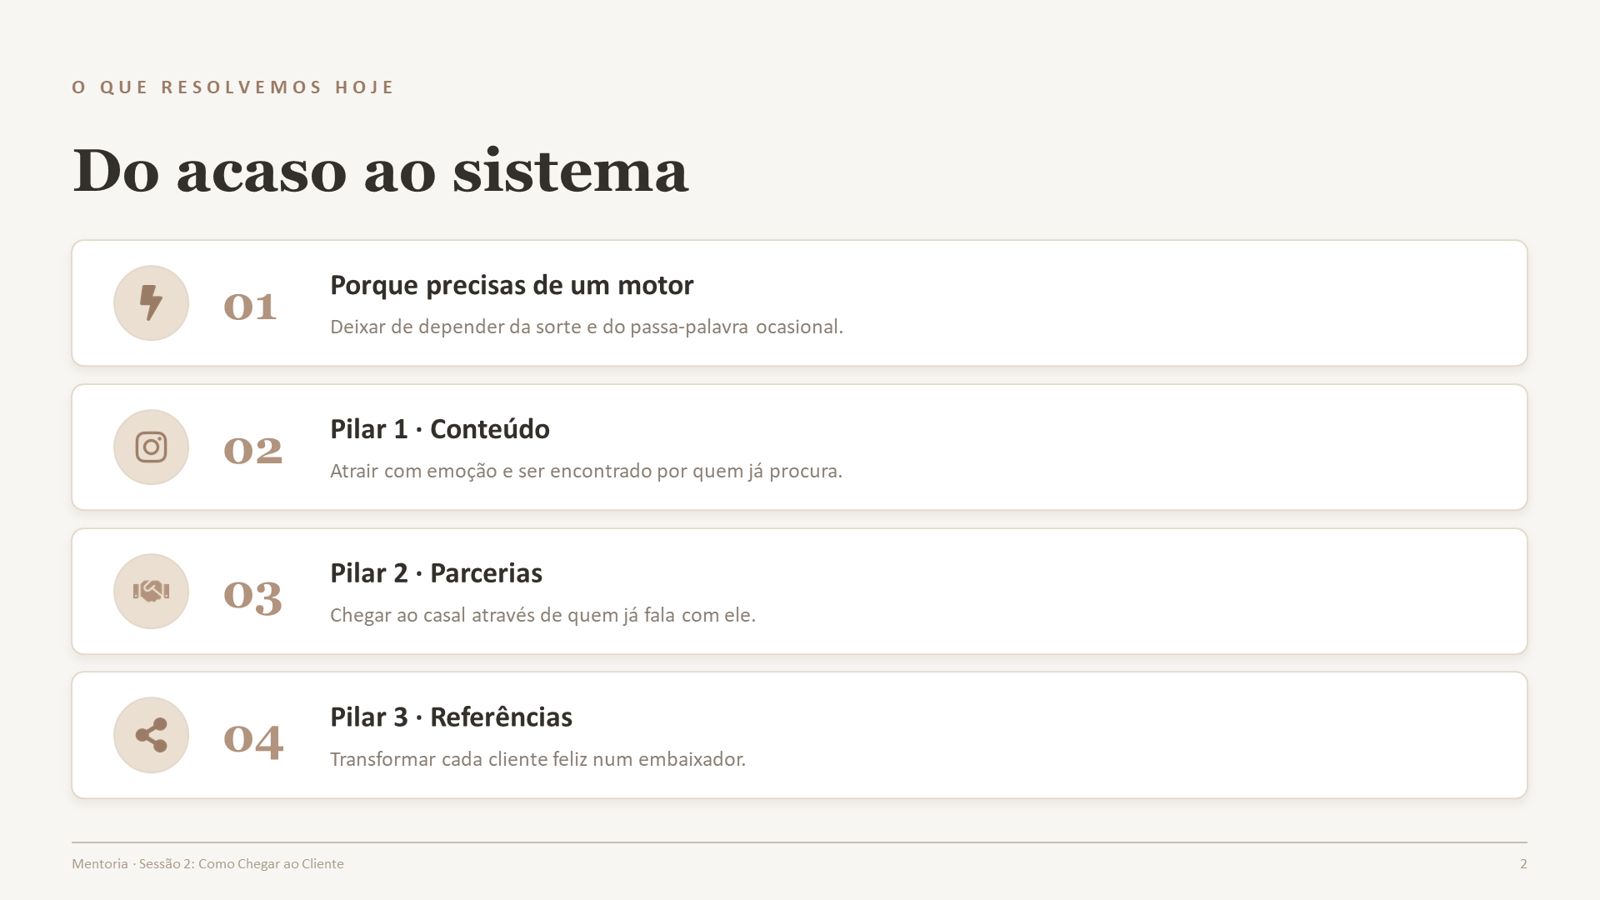 O QUE RESOLVEMOS HOJE
Do acaso ao sistema
01
Porque precisas de um motor
Deixar de depender da sorte e do passa-palavra ocasional.
02
Pilar 1 · Conteúdo
Atrair com emoção e ser encontrado por quem já procura.
03
Pilar 2 · Parcerias
Chegar ao casal através de quem já fala com ele.
04
Pilar 3 · Referências
Transformar cada cliente feliz num embaixador.
Mentoria · Sessão 2: Como Chegar ao Cliente
2